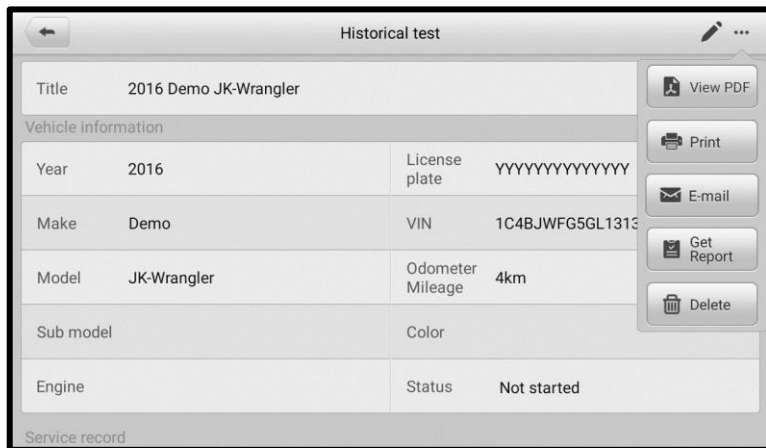 Historical test
Title 2016 Demo JK-Wrangler
View PDF
Vehicle information
Print
Year 2016
License plate YYYYYYYYYYYYYY
E-mail
Make Demo
VIN 1C4BJWFG5GL1313
Get Report
Model JK-Wrangler
Odometer Mileage 4km
Delete
Sub model
Color
Engine
Status Not started
Service record